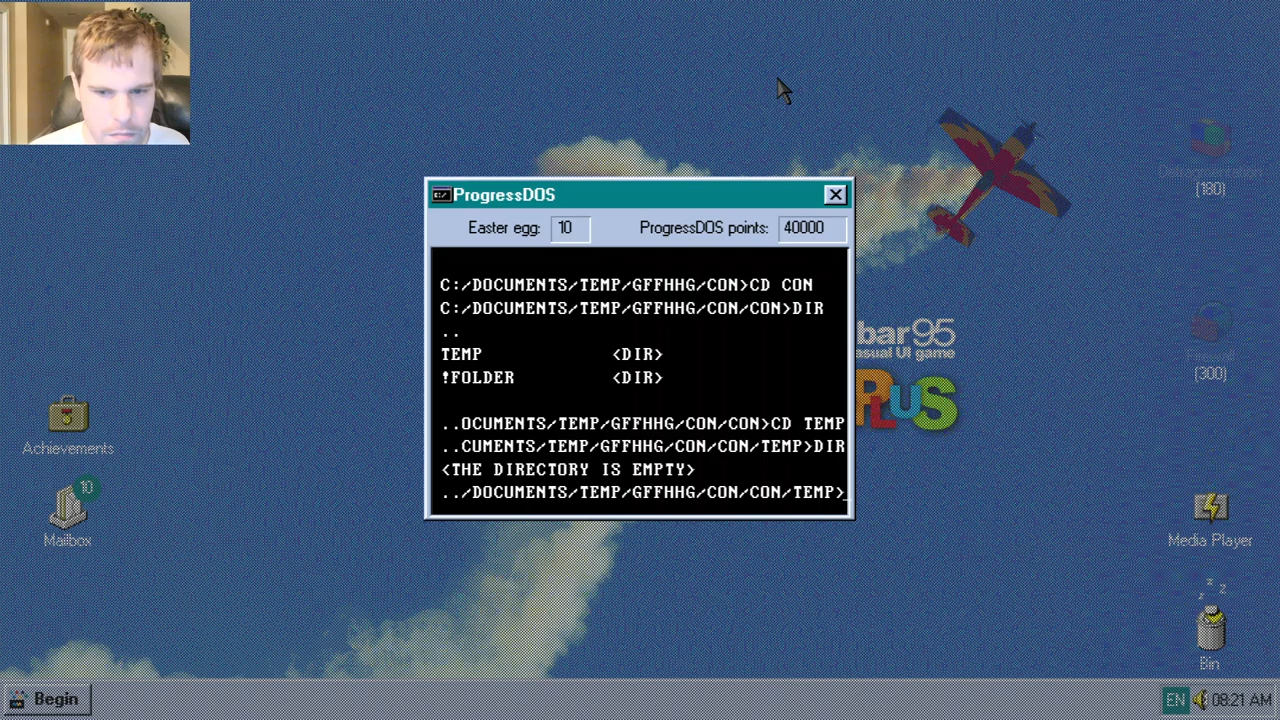 ProgressDOS
Easter egg: 10 ProgressDOS points: 40000
C:/DOCUMENTS/TEMP/GFFHHG/CON>CD CON
C:/DOCUMENTS/TEMP/GFFHHG/CON/CON>DIR
..
TEMP <DIR>
!FOLDER <DIR>
..OCUMENTS/TEMP/GFFHHG/CON/CON>CD TEMP
..CUMENTS/TEMP/GFFHHG/CON/CON/TEMP>DIR
<THE DIRECTORY IS EMPTY>
../DOCUMENTS/TEMP/GFFHHG/CON/CON/TEMP>_
bar95
asual UI game
PLUS
Achievements
10
Mailbox
(180)
Firewall
(300)
Media Player
z z z
Bin
Begin
EN 08:21 AM